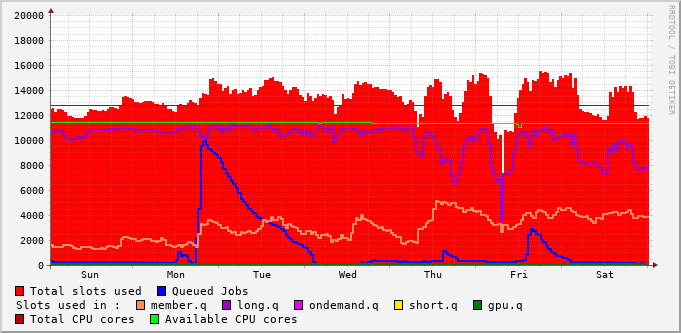 RRDTOOL / TOBI OETIKER
20000
18000
16000
14000
12000
10000
8000
6000
4000
2000
0
Sun Mon Tue Wed Thu Fri Sat
Total slots used Queued Jobs
Slots used in : member.q long.q ondemand.q short.q gpu.q
Total CPU cores Available CPU cores